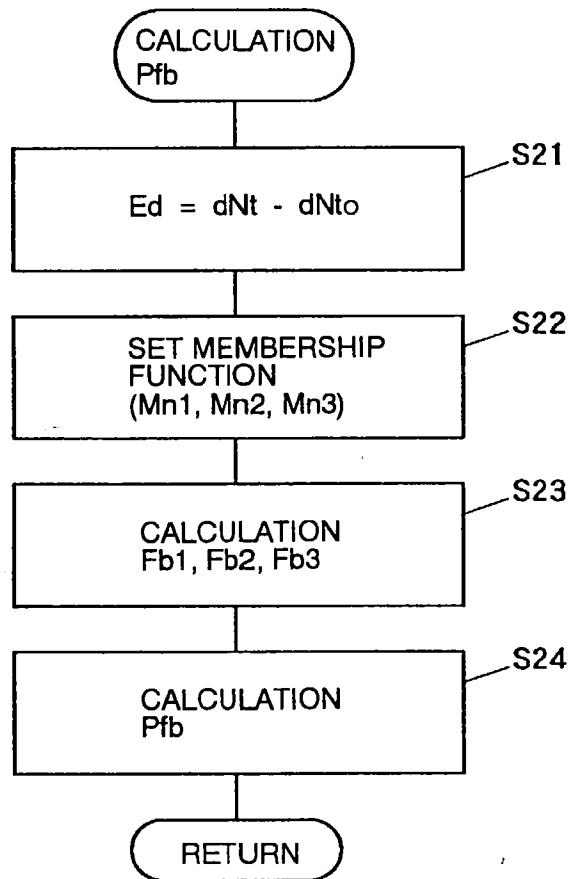 CALCULATION
Pfb
S21
Ed = dNt - dNto
S22
SET MEMBERSHIP
FUNCTION
(Mn1, Mn2, Mn3)
S23
CALCULATION
Fb1, Fb2, Fb3
S24
CALCULATION
Pfb
RETURN